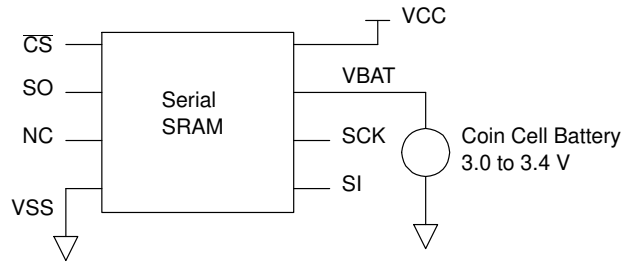 VCC
CS
VBAT
SO
Serial
SRAM
NC
SCK
Coin Cell Battery
3.0 to 3.4 V
SI
VSS